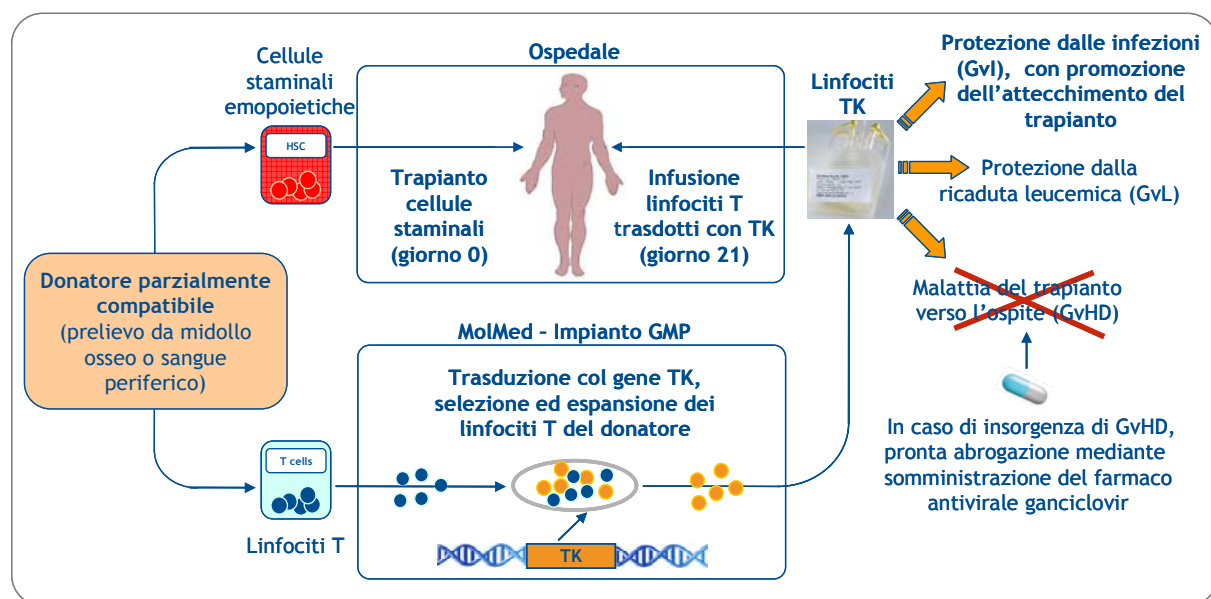 Cellule
staminali
emopoietiche
HSC
Ospedale
Trapianto
cellule
staminali
(giorno 0)
Infusione
linfociti T
trasdotti con TK
(giorno 21)
Linfociti
TK
Protezione dalle infezioni
(GvI), con promozione
dell’attecchimento del
trapianto
Protezione dalla
ricaduta leucemica (GvL)
Malattia del trapianto
verso l’ospite (GvHD)
In caso di insorgenza di GvHD,
pronta abrogazione mediante
somministrazione del farmaco
antivirale ganciclovir
Donatore parzialmente
compatibile
(prelievo da midollo
osseo o sangue
periferico)
MolMed – Impianto GMP
Trasduzione col gene TK,
selezione ed espansione dei
linfociti T del donatore
T cells
Linfociti T
TK